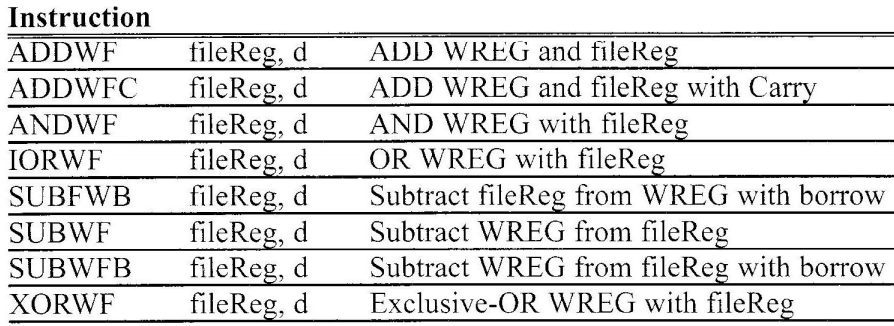 Instruction
ADDWF fileReg, d ADD WREG and fileReg
ADDWFC fileReg, d ADD WREG and fileReg with Carry
ANDWF fileReg, d AND WREG with fileReg
IORWF fileReg, d OR WREG with fileReg
SUBFWB fileReg, d Subtract fileReg from WREG with borrow
SUBWF fileReg, d Subtract WREG from fileReg
SUBWFB fileReg, d Subtract WREG from fileReg with borrow
XORWF fileReg, d Exclusive-OR WREG with fileReg